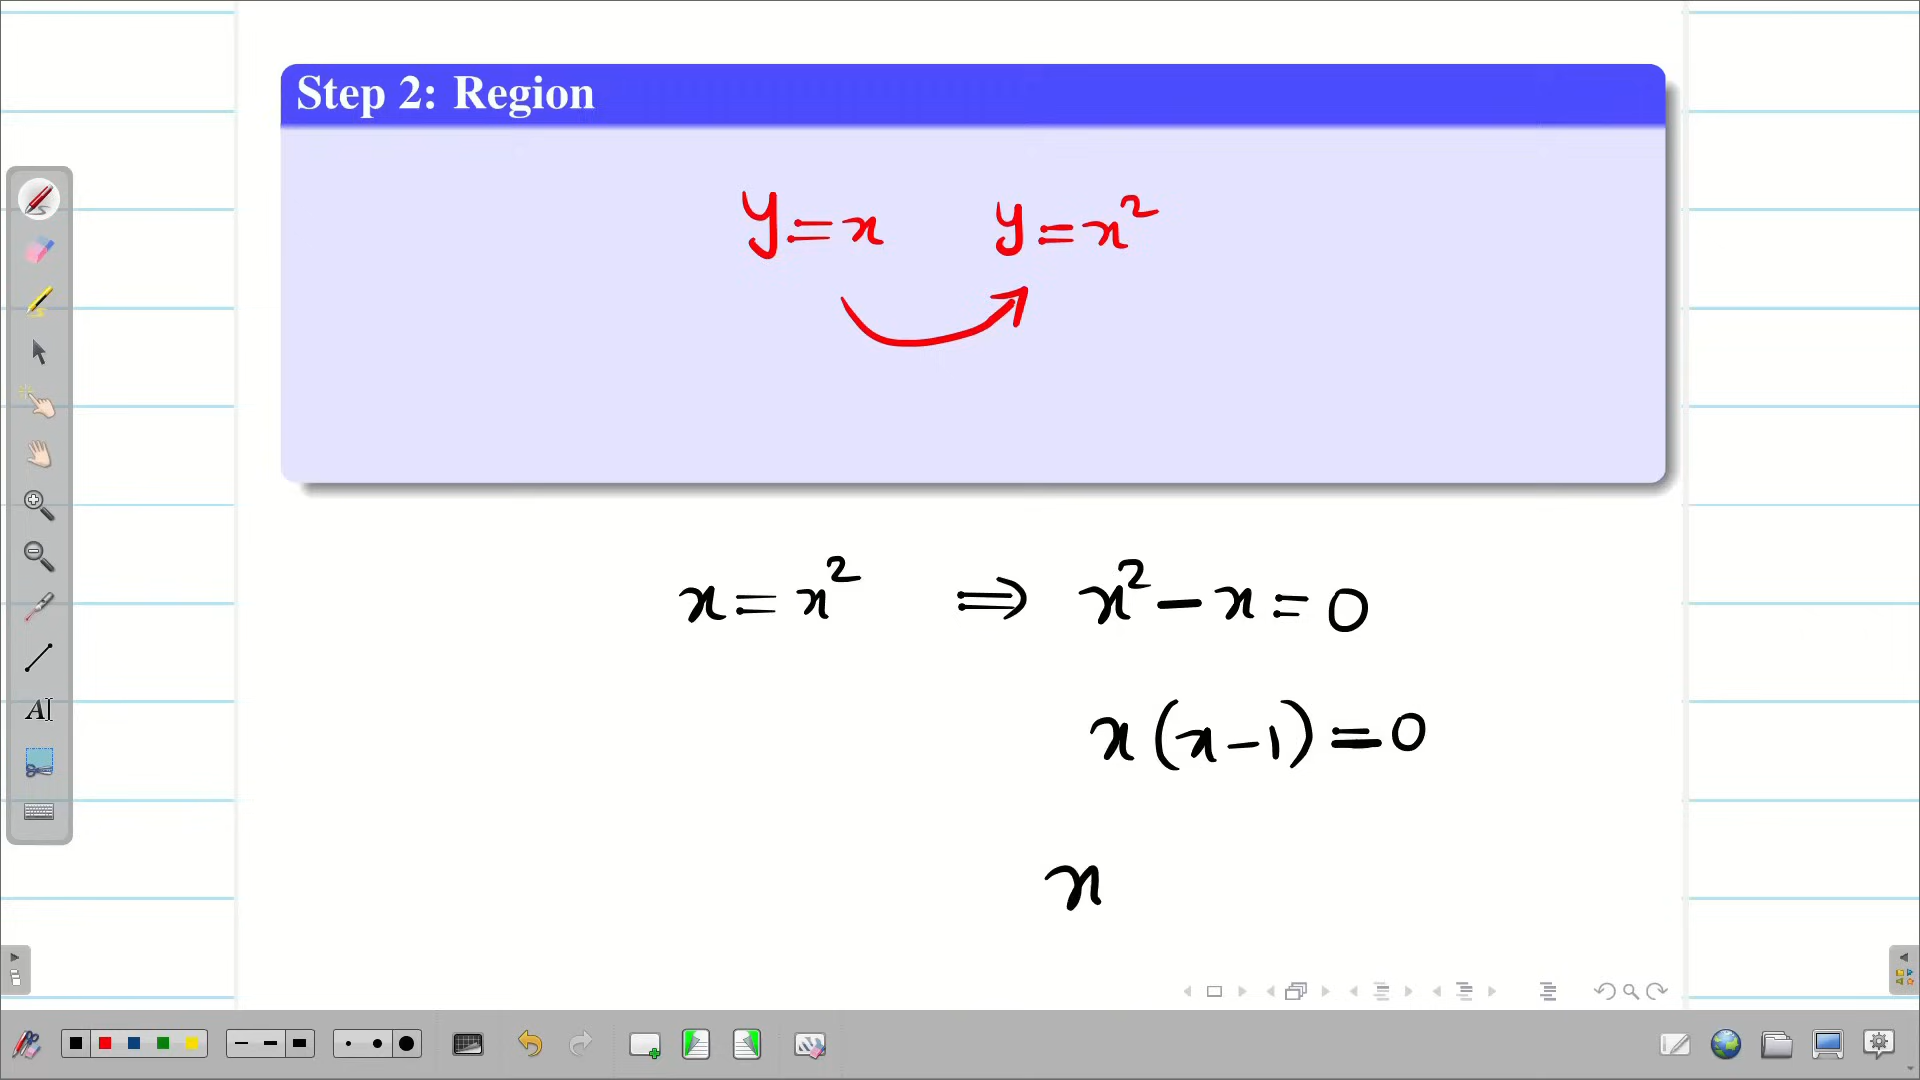 Step 2: Region
y=x y=x²
x=x² ⇒ x²-x=0
x(x-1)=0
x